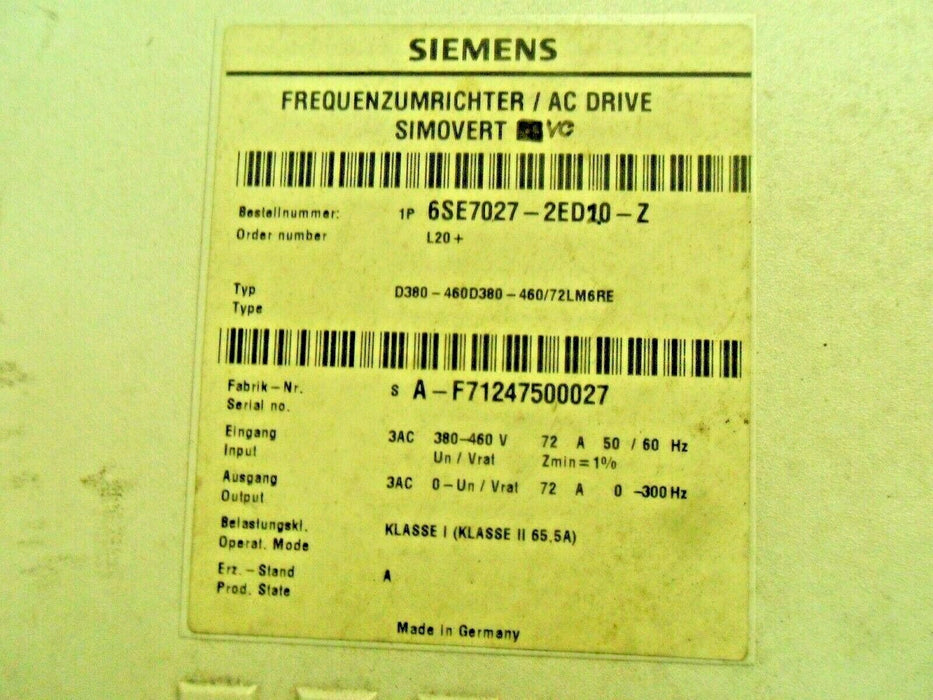 SIEMENS
FREQUENZUMRICHTER / AC DRIVE
SIMOVERT VC
Bestellnummer: 1P 6SE7027-2ED10-Z
Order number L20+
Typ D380-460D380-460/72LM6RE
Type
Fabrik-Nr. S A-F71247500027
Serial no.
Eingang 3AC 380-460 V 72 A 50 / 60 Hz
Input Un / Vrat Zmin=1%
Ausgang 3AC 0-Un / Vrat 72 A 0 -300 Hz
Output
Belastungskl. KLASSE I (KLASSE II 65,5A)
Operat. Mode
Erz.-Stand A
Prod. State
Made in Germany